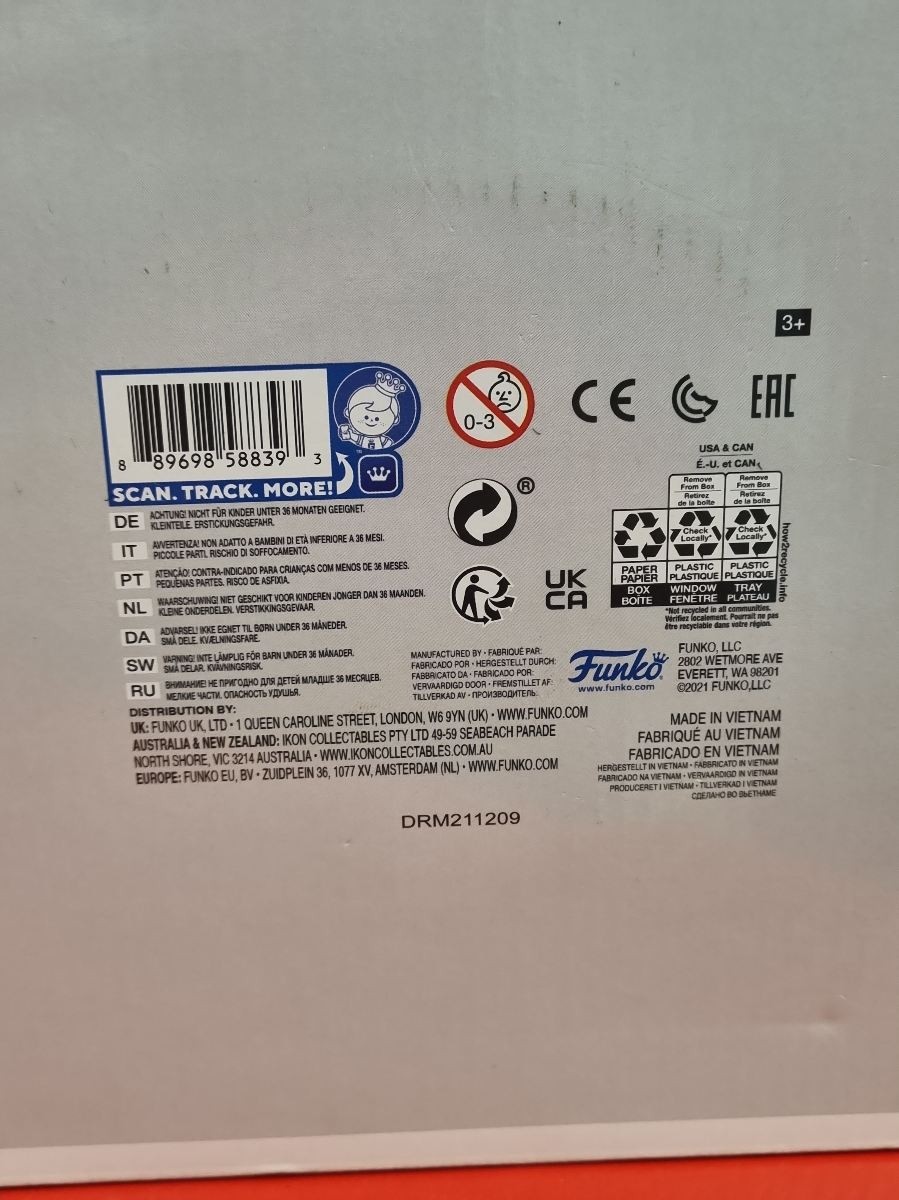 3+
8 89698 58839 3
SCAN. TRACK. MORE!
™
0-3
CE
EAC
USA & CAN
É.-U. et CAN
Remove
From Box
Retirez
de la boîte
Remove
From Box
Retirez
de la boîte
Check
Locally*
Check
Locally*
PAPER
PAPIER
PLASTIC
PLASTIQUE
PLASTIC
PLASTIQUE
BOX
BOÎTE
WINDOW
FENÊTRE
TRAY
PLATEAU
how2recycle.info
*Not recycled in all communities.
Vérifiez localement. Pourrait ne pas
être recyclable dans votre région.
®
UK
CA
DE ACHTUNG! NICHT FÜR KINDER UNTER 36 MONATEN GEEIGNET.
KLEINTEILE. ERSTICKUNGSGEFAHR.
IT AVVERTENZA! NON ADATTO A BAMBINI DI ETÀ INFERIORE A 36 MESI.
PICCOLE PARTI. RISCHIO DI SOFFOCAMENTO.
PT ATENÇÃO! CONTRA-INDICADO PARA CRIANÇAS COM MENOS DE 36 MESES.
PEQUENAS PARTES. RISCO DE ASFIXIA.
NL WAARSCHUWING! NIET GESCHIKT VOOR KINDEREN JONGER DAN 36 MAANDEN.
KLEINE ONDERDELEN. VERSTIKKINGSGEVAAR.
DA ADVARSEL! IKKE EGNET TIL BØRN UNDER 36 MÅNEDER.
SMÅ DELE. KVÆLNINGSFARE.
SW VARNING! INTE LÄMPLIG FÖR BARN UNDER 36 MÅNADER.
SMÅ DELAR. KVÄVNINGSRISK.
RU ВНИМАНИЕ! НЕ ПРИГОДНО ДЛЯ ДЕТЕЙ МЛАДШЕ 36 МЕСЯЦЕВ.
МЕЛКИЕ ЧАСТИ. ОПАСНОСТЬ УДУШЬЯ.
MANUFACTURED BY • FABRIQUÉ PAR:
FABRICADO POR • HERGESTELLT DURCH:
FABBRICATO DA • FABRICADO POR:
VERVAARDIGD DOOR • FREMSTILLET AF:
TILLVERKAD AV • ПРОИЗВОДИТЕЛЬ:
Funko
www.funko.com
FUNKO, LLC
2802 WETMORE AVE
EVERETT, WA 98201
©2021 FUNKO,LLC
DISTRIBUTION BY:
UK: FUNKO UK, LTD • 1 QUEEN CAROLINE STREET, LONDON, W6 9YN (UK) • WWW.FUNKO.COM
AUSTRALIA & NEW ZEALAND: IKON COLLECTABLES PTY LTD 49-59 SEABEACH PARADE
NORTH SHORE, VIC 3214 AUSTRALIA • WWW.IKONCOLLECTABLES.COM.AU
EUROPE: FUNKO EU, BV • ZUIDPLEIN 36, 1077 XV, AMSTERDAM (NL) • WWW.FUNKO.COM
MADE IN VIETNAM
FABRIQUÉ AU VIETNAM
FABRICADO EN VIETNAM
HERGESTELLT IN VIETNAM • FABBRICATO IN VIETNAM
FABRICADO NA VIETNAM • VERVAARDIGD IN VIETNAM
PRODUCERET I VIETNAM • TILLVERKAD I VIETNAM
СДЕЛАНО ВО ВЬЕТНАМЕ
DRM211209